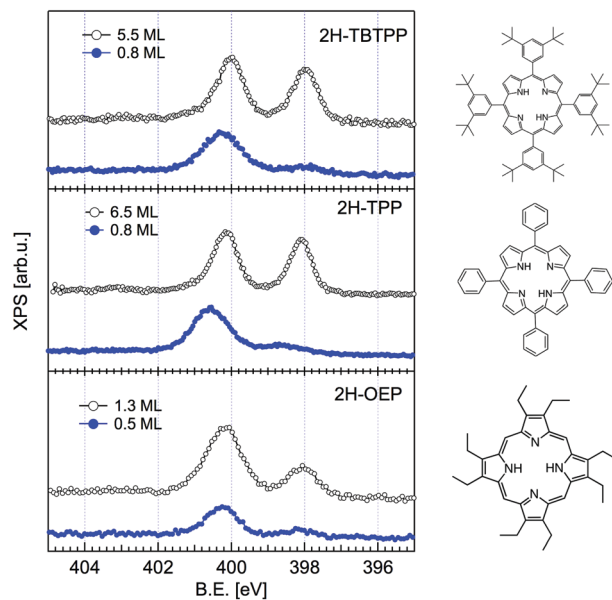 5.5 ML
0.8 ML
2H-TBTPP
NH
N
N
HN
6.5 ML
0.8 ML
2H-TPP
NH
N
N
HN
XPS [arb.u.]
1.3 ML
0.5 ML
2H-OEP
N
NH
HN
N
404
402
400
398
396
B.E. [eV]